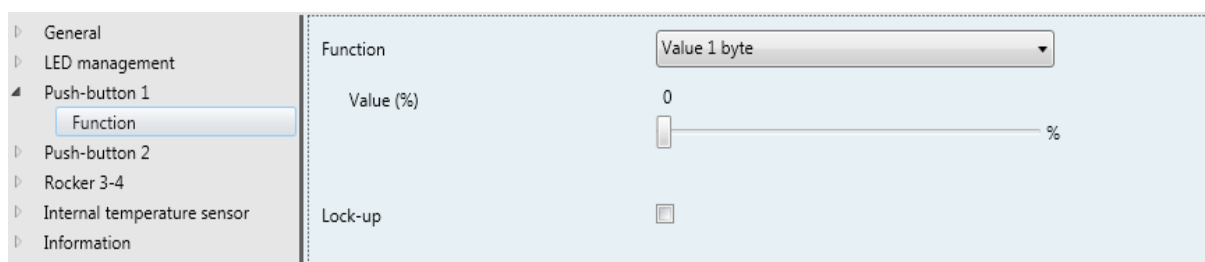 General
LED management
Push-button 1
Function
Push-button 2
Rocker 3-4
Internal temperature sensor
Information
Function
Value 1 byte
Value (%)
0
%
Lock-up